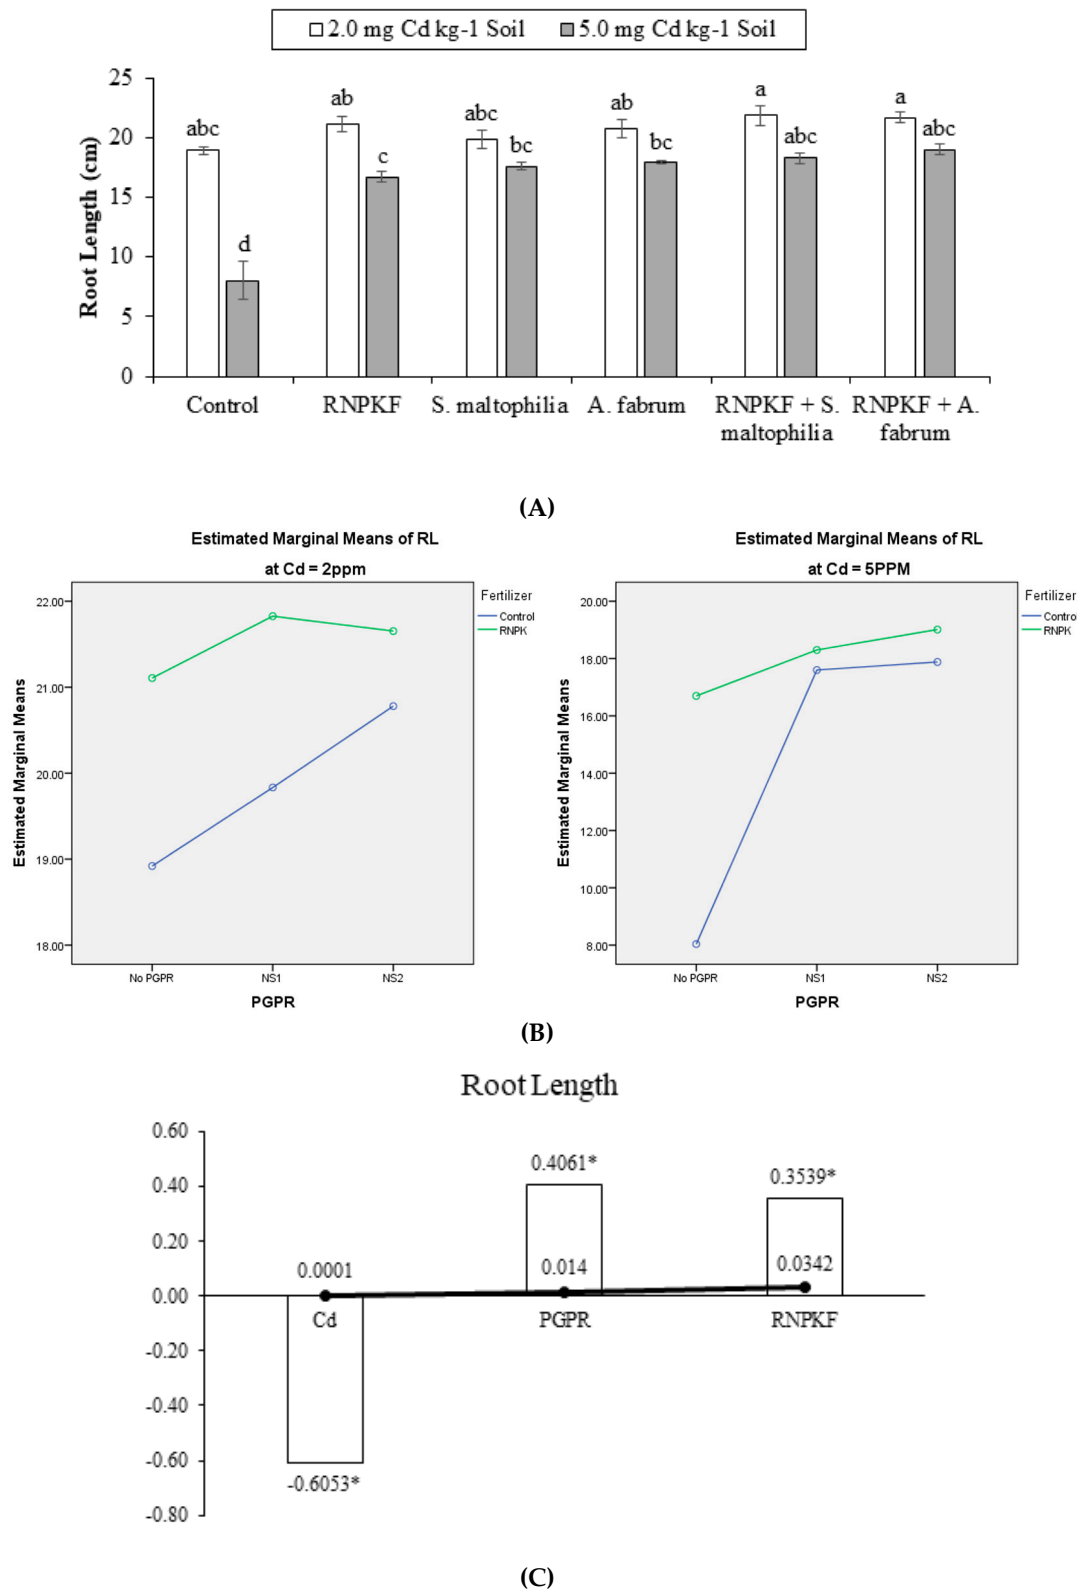 2.0 mg Cd kg-1 Soil 5.0 mg Cd kg-1 Soil
Root Length (cm)
25
20
15
10
5
0
abc
d
ab
c
abc
bc
ab
bc
a
abc
a
abc
Control RNPKF S. maltophilia A. fabrum RNPKF + S. RNPKF + A.
maltophilia fabrum
(A)
Estimated Marginal Means of RL
at Cd = 2ppm
Estimated Marginal Means
22.00
21.00
20.00
19.00
18.00
Fertilizer
Control
RNPK
No PGPR NS1 NS2
PGPR
Estimated Marginal Means of RL
at Cd = 5PPM
Estimated Marginal Means
20.00
18.00
16.00
14.00
12.00
10.00
8.00
Fertilizer
Control
RNPK
No PGPR NS1 NS2
PGPR
(B)
Root Length
0.60
0.40
0.20
0.00
-0.20
-0.40
-0.60
-0.80
0.4061*
0.3539*
0.0001
0.014
0.0342
Cd PGPR RNPKF
-0.6053*
(C)